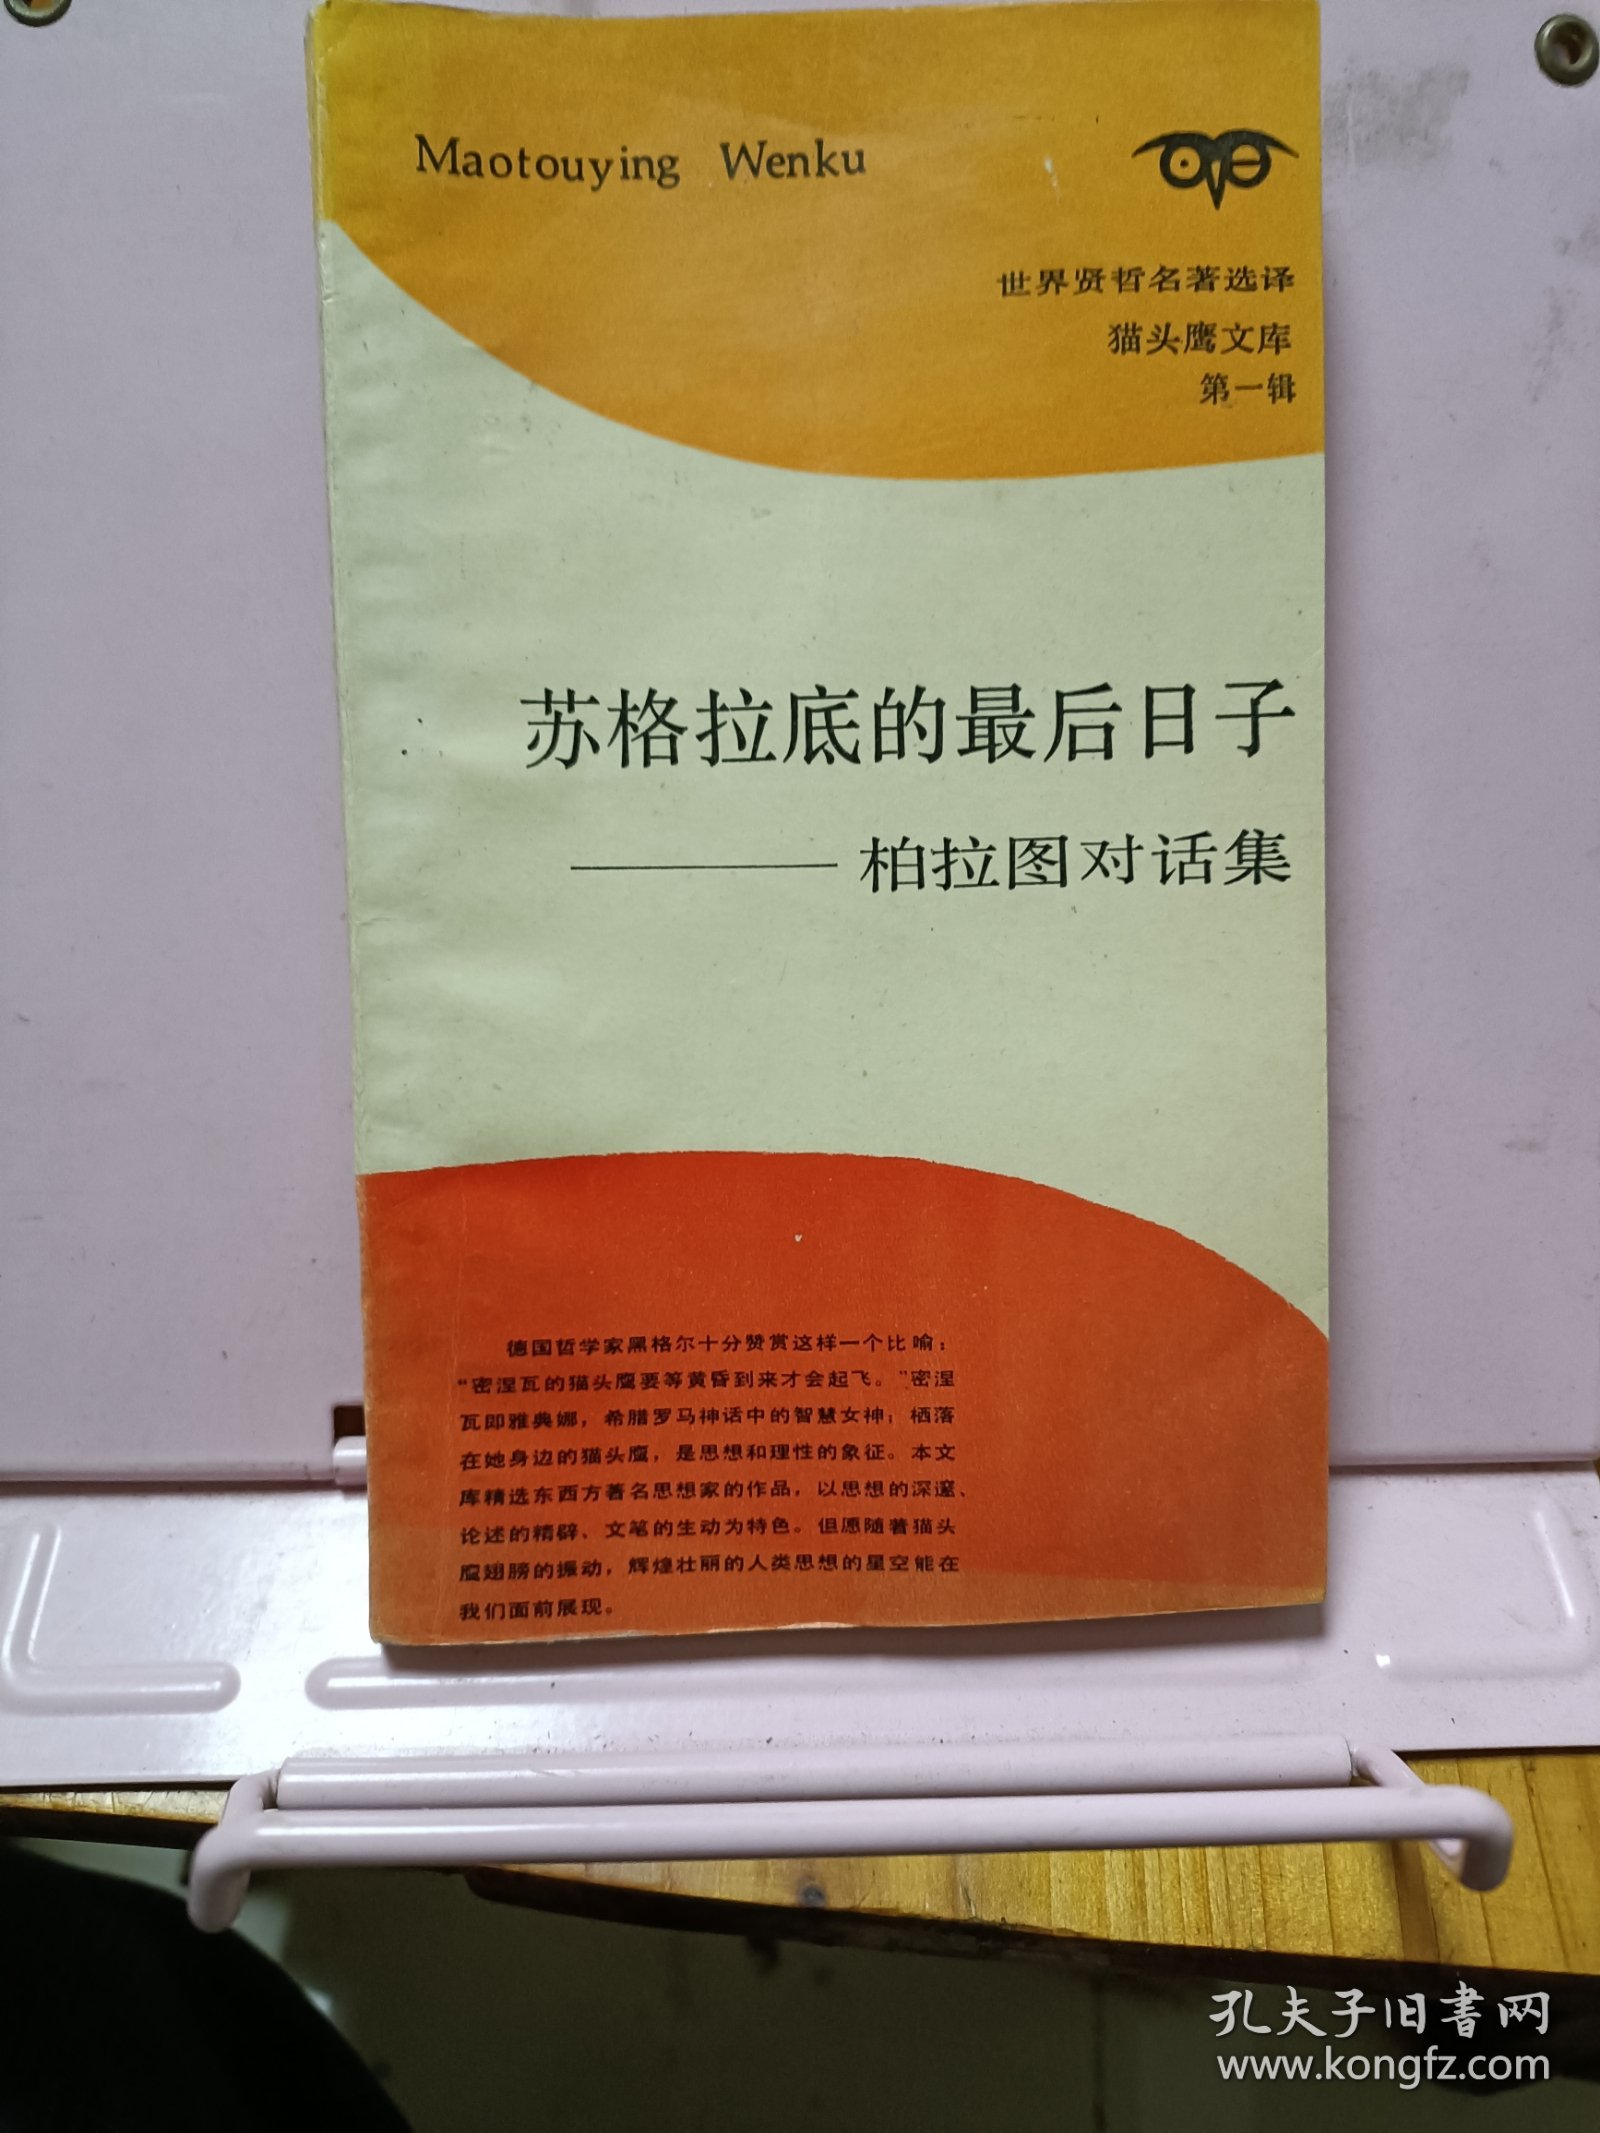 Maotouying Wenku
世界贤哲名著选译
猫头鹰文库
第一辑
苏格拉底的最后日子
——柏拉图对话集
德国哲学家黑格尔十分赞赏这样一个比喻：
“密涅瓦的猫头鹰要等黄昏到来才会起飞。”密涅
瓦即雅典娜，希腊罗马神话中的智慧女神；栖落
在她身边的猫头鹰，是思想和理性的象征。本文
库精选东西方著名思想家的作品，以思想的深邃、
论述的精辟、文笔的生动为特色。但愿随着猫头
鹰翅膀的振动，辉煌壮丽的人类思想的星空能在
我们面前展现。
孔夫子旧书网
www.kongfz.com